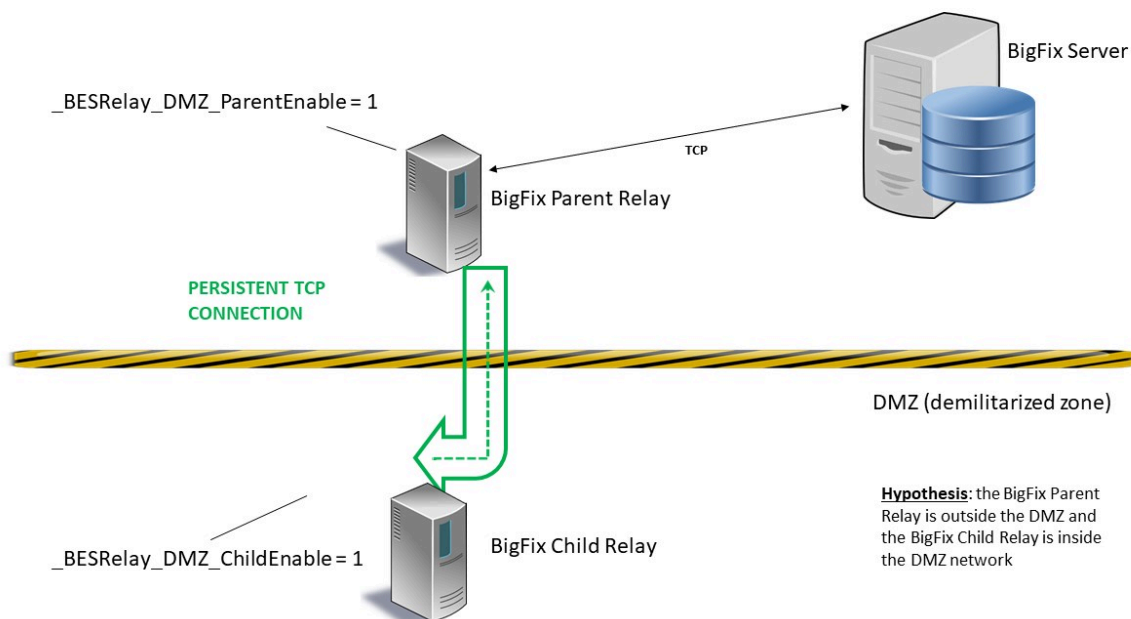 BigFix Server
_BESRelay_DMZ_ParentEnable = 1
TCP
BigFix Parent Relay
PERSISTENT TCP
CONNECTION
DMZ (demilitarized zone)
Hypothesis: the BigFix Parent
Relay is outside the DMZ and
the BigFix Child Relay is inside
the DMZ network
BigFix Child Relay
_BESRelay_DMZ_ChildEnable = 1